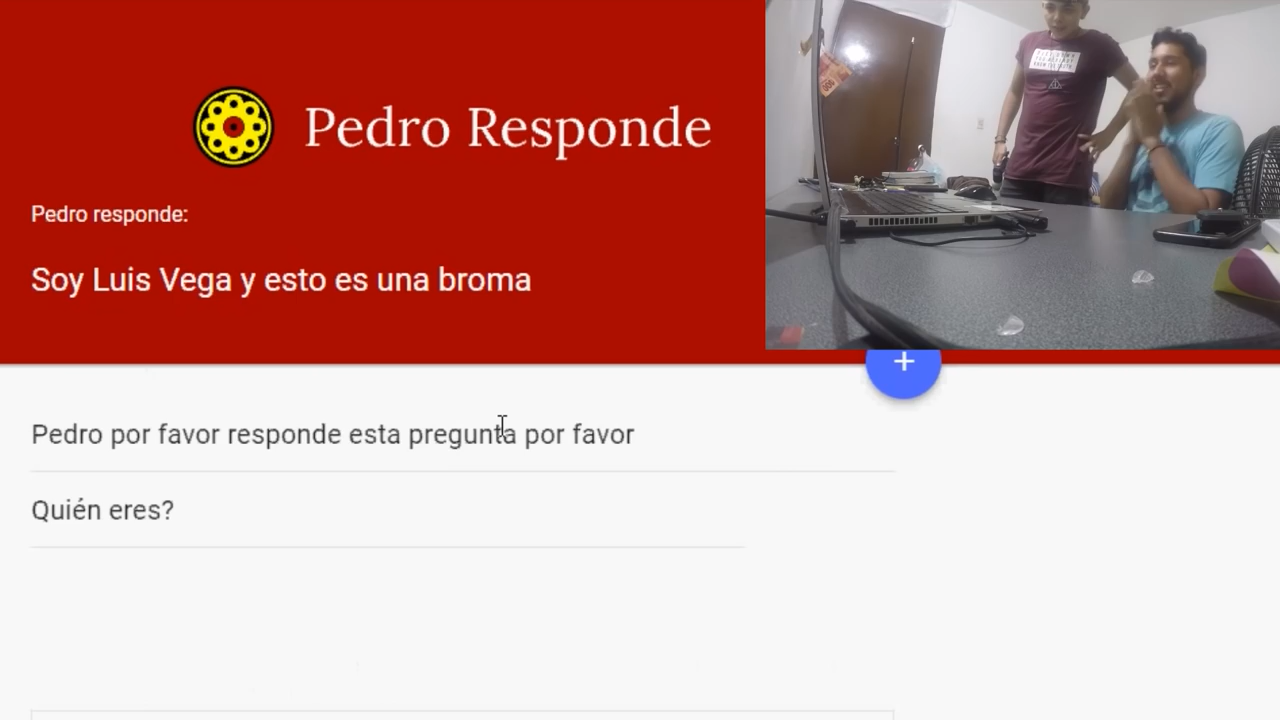 Pedro Responde
Pedro responde:
Soy Luis Vega y esto es una broma
+
Pedro por favor responde esta pregunta por favor
Quién eres?